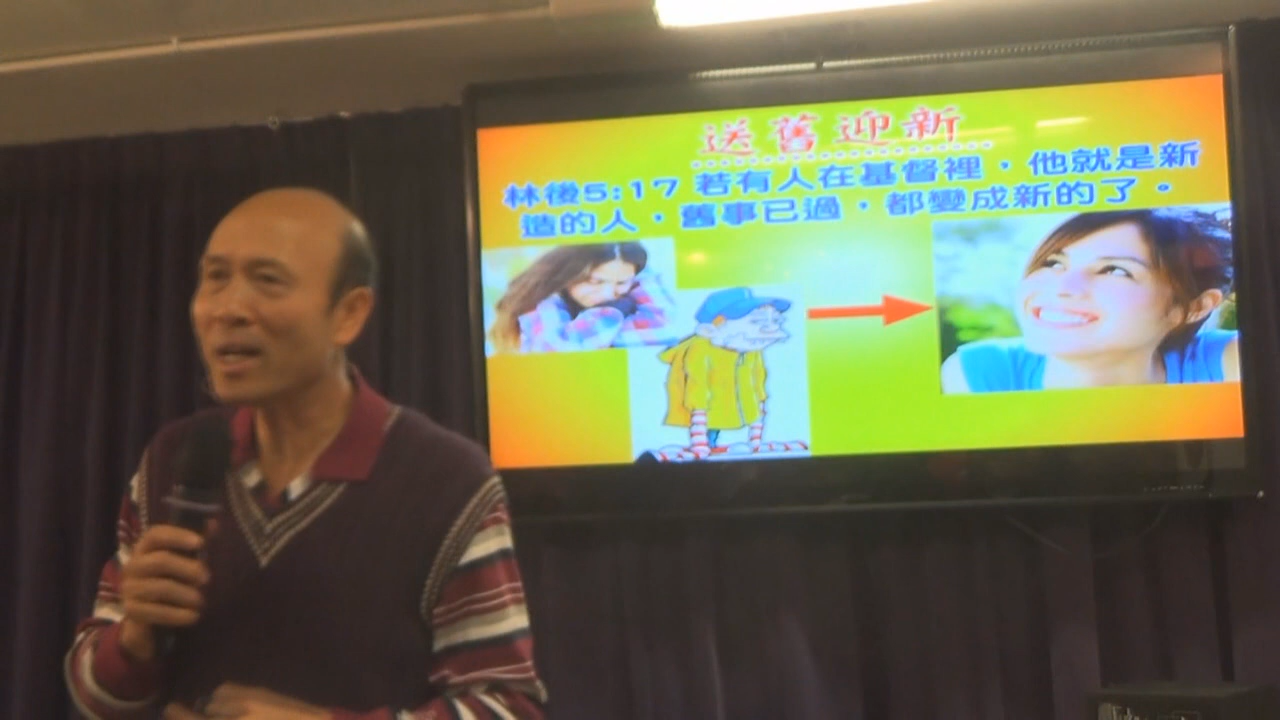 送舊迎新
林後5:17 若有人在基督裡，他就是新
造的人，舊事已過，都變成新的了。